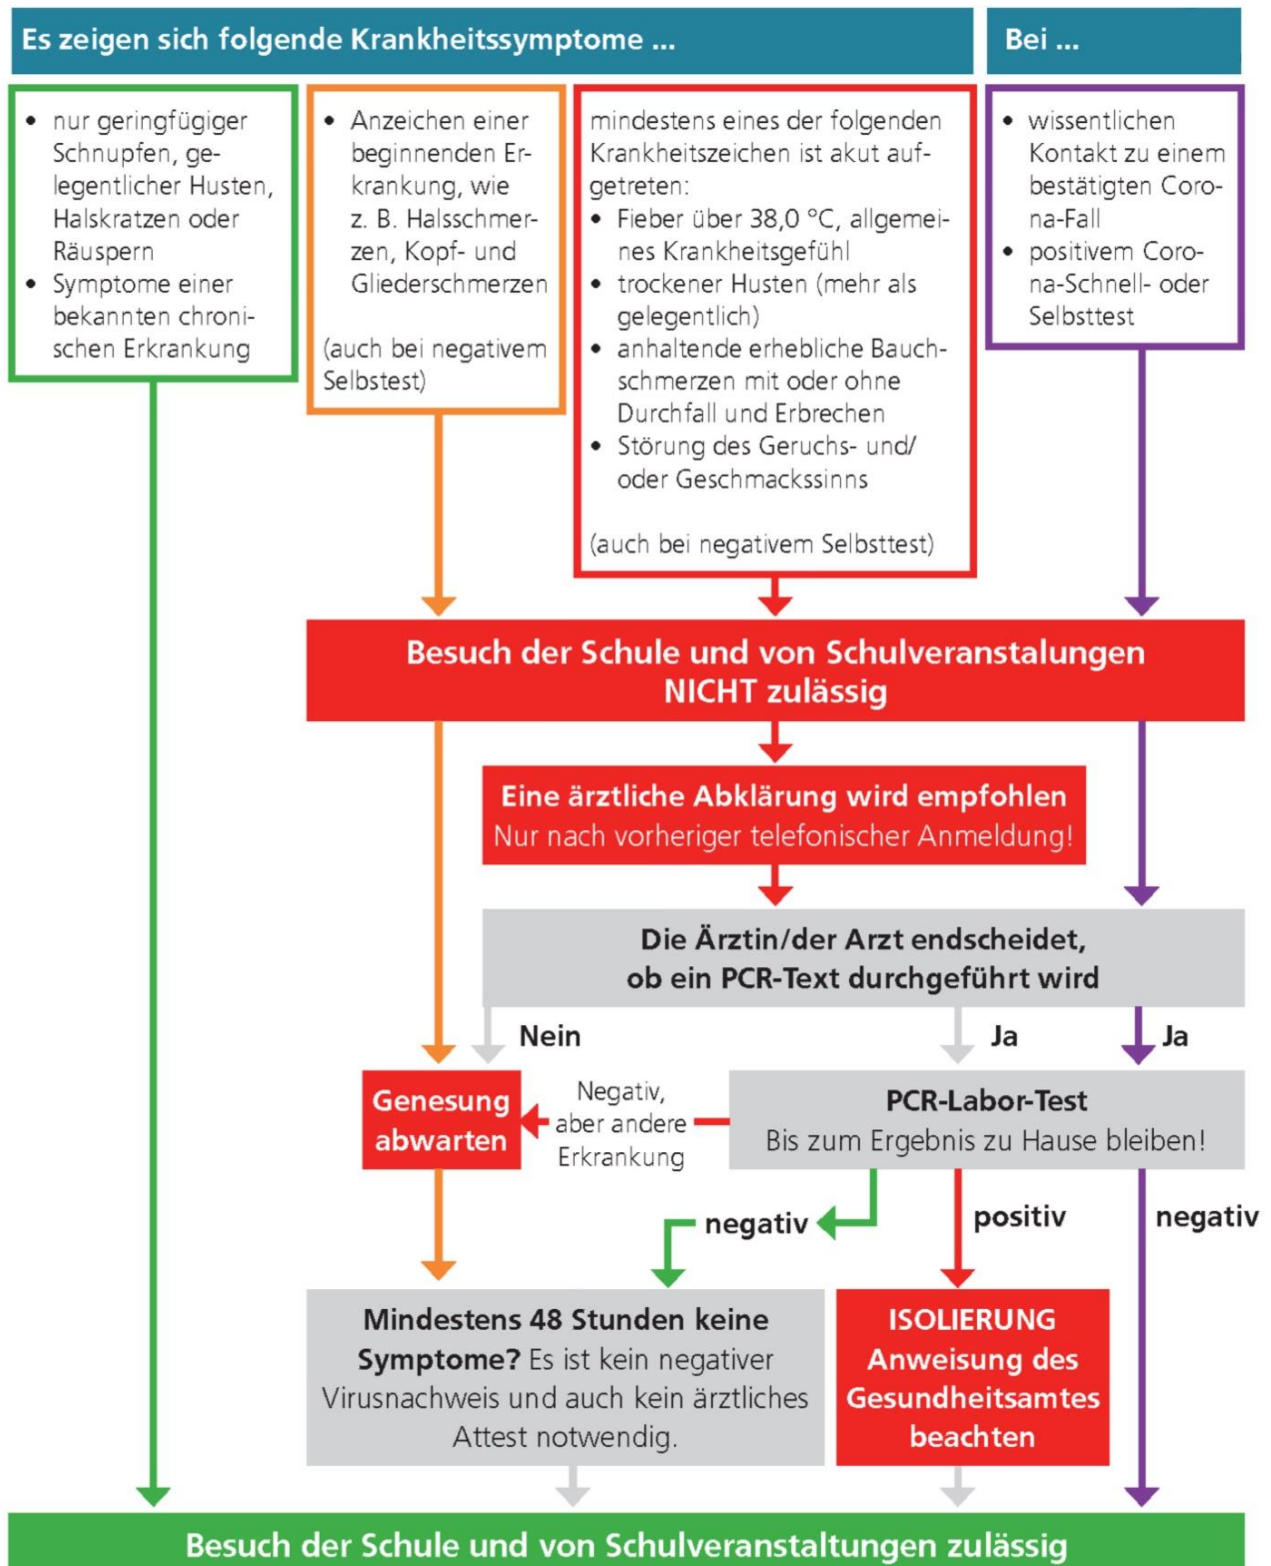 Es zeigen sich folgende Krankheitssymptome ...
Bei ...
• nur geringfügiger
Schnupfen, ge-
legentlicher Husten,
Halskratzen oder
Räuspern
• Symptome einer
bekannten chroni-
schen Erkrankung
• Anzeichen einer
beginnenden Er-
krankung, wie
z. B. Halsschmer-
zen, Kopf- und
Gliederschmerzen
(auch bei negativem
Selbstest)
mindestens eines der folgenden
Krankheitszeichen ist akut auf-
getreten:
• Fieber über 38,0 °C, allgemei-
nes Krankheitsgefühl
• trockener Husten (mehr als
gelegentlich)
• anhaltende erhebliche Bauch-
schmerzen mit oder ohne
Durchfall und Erbrechen
• Störung des Geruchs- und/
oder Geschmackssinns
(auch bei negativem Selbsttest)
• wissentlichen
Kontakt zu einem
bestätigten Coro-
na-Fall
• positivem Coro-
na-Schnell- oder
Selbsttest
Besuch der Schule und von Schulveranstalungen
NICHT zulässig
Eine ärztliche Abklärung wird empfohlen
Nur nach vorheriger telefonischer Anmeldung!
Die Ärztin/der Arzt endscheidet,
ob ein PCR-Text durchgeführt wird
Nein
Ja
Ja
Genesung
abwarten
Negativ,
aber andere
Erkrankung
PCR-Labor-Test
Bis zum Ergebnis zu Hause bleiben!
negativ
positiv
negativ
Mindestens 48 Stunden keine
Symptome? Es ist kein negativer
Virusnachweis und auch kein ärztliches
Attest notwendig.
ISOLIERUNG
Anweisung des
Gesundheitsamtes
beachten
Besuch der Schule und von Schulveranstaltungen zulässig